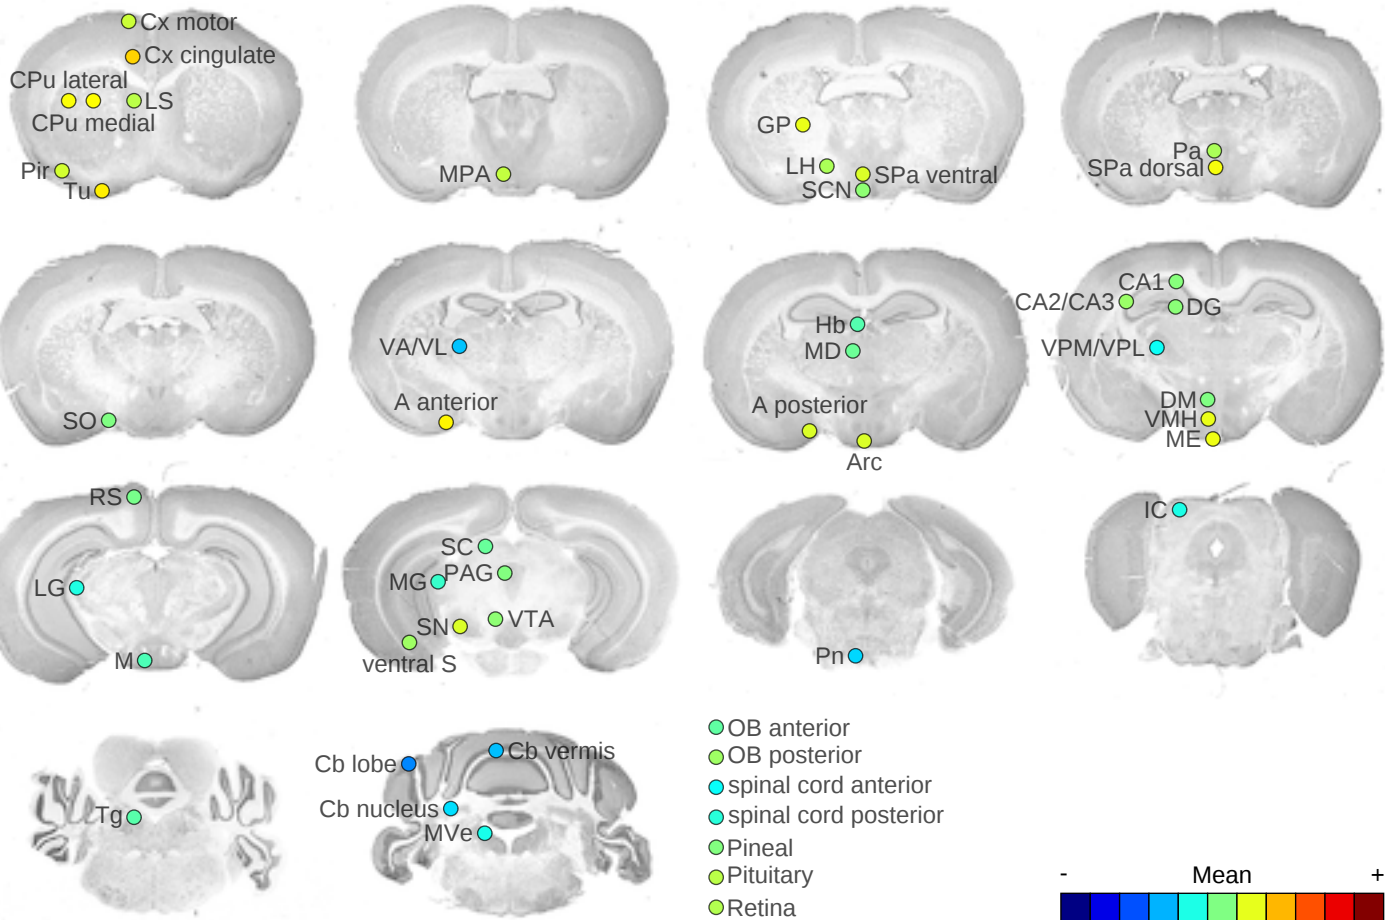 Cx motor
Cx cingulate
CPu lateral
LS
CPu medial
Pir
Tu
MPA
GP
LH
SPa ventral
SCN
Pa
SPa dorsal
SO
VA/VL
A anterior
Hb
MD
A posterior
Arc
CA1
CA2/CA3
DG
VPM/VPL
DM
VMH
ME
RS
LG
M
SC
MG
PAG
SN
VTA
ventral S
Pn
IC
Tg
Cb lobe
Cb vermis
Cb nucleus
MVe
OB anterior
OB posterior
spinal cord anterior
spinal cord posterior
Pineal
Pituitary
Retina
- Mean +